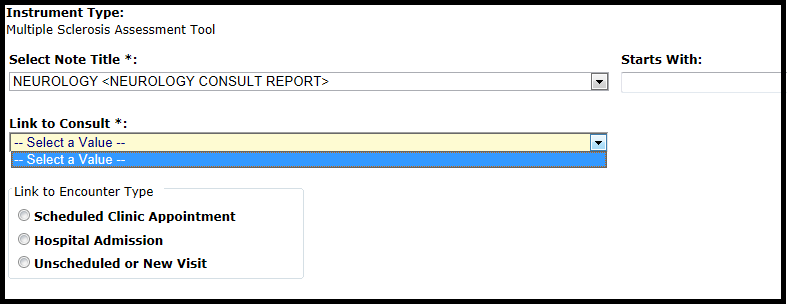 Instrument Type:
Multiple Sclerosis Assessment Tool
Select Note Title *:
Starts With:
NEUROLOGY <NEUROLOGY CONSULT REPORT>
Link to Consult *:
-- Select a Value --
-- Select a Value --
Link to Encounter Type
Scheduled Clinic Appointment
Hospital Admission
Unscheduled or New Visit